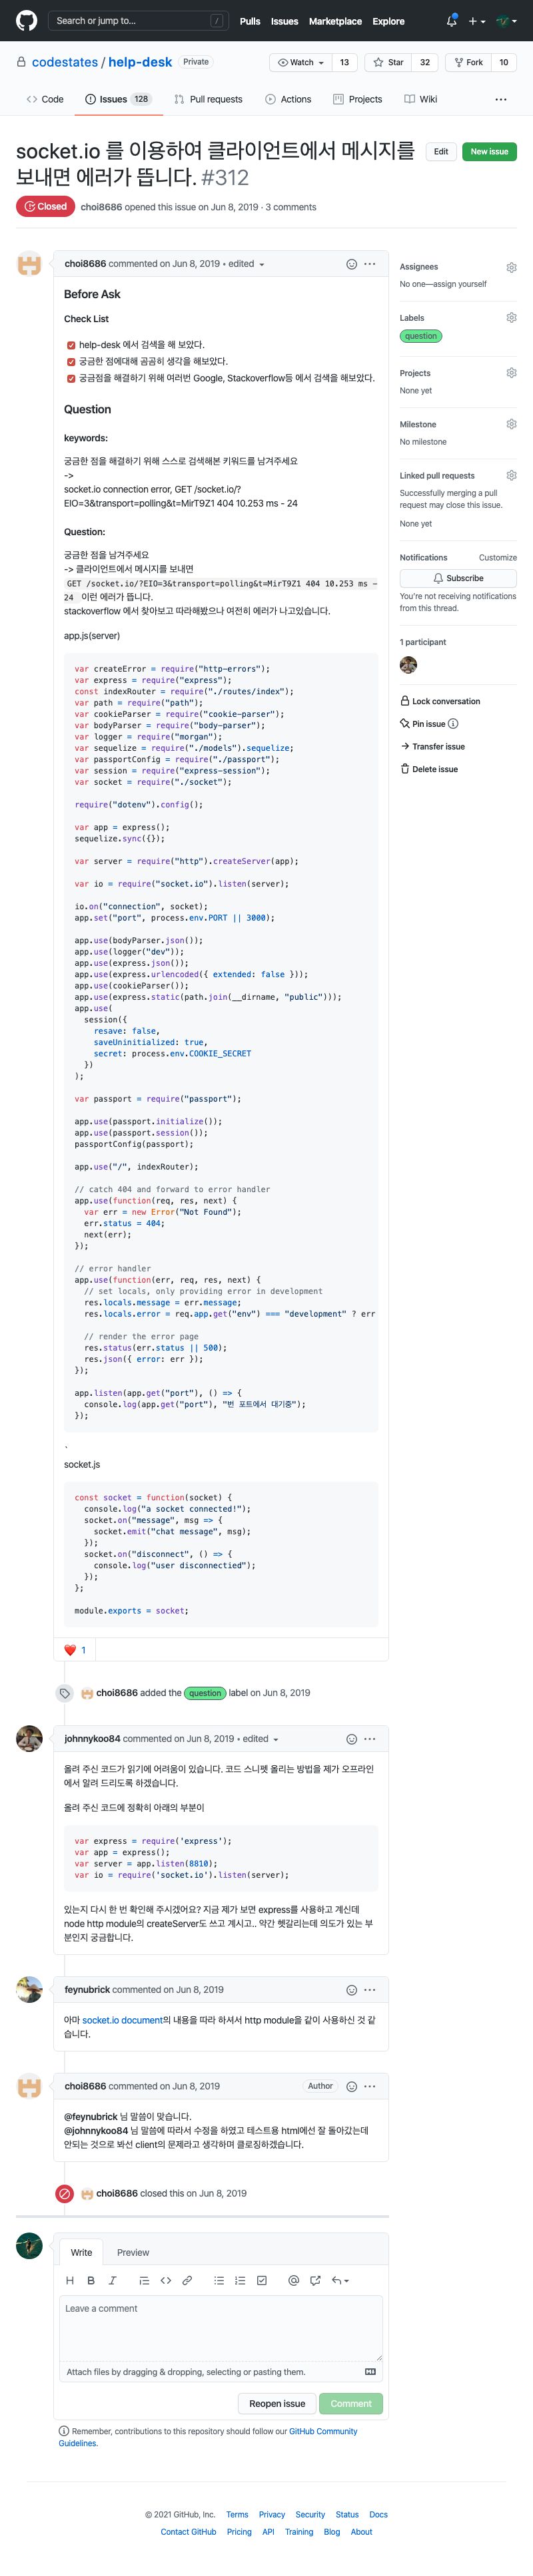 Search or jump to... /
Pulls Issues Marketplace Explore
codestates / help-desk Private
Watch 13 Star 32 Fork 10
Code Issues 128 Pull requests Actions Projects Wiki ...
socket.io 를 이용하여 클라이언트에서 메시지를
보내면 에러가 뜹니다. #312
Edit New issue
Closed choi8686 opened this issue on Jun 8, 2019 · 3 comments
choi8686 commented on Jun 8, 2019 • edited
Before Ask
Check List
help-desk 에서 검색을 해 보았다.
궁금한 점에대해 곰곰히 생각을 해보았다.
궁금점을 해결하기 위해 여러번 Google, Stackoverflow등 에서 검색을 해보았다.
Question
keywords:
궁금한 점을 해결하기 위해 스스로 검색해본 키워드를 남겨주세요
->
socket.io connection error, GET /socket.io/?
EIO=3&transport=polling&t=MirT9Z1 404 10.253 ms - 24
Question:
궁금한 점을 남겨주세요
-> 클라이언트에서 메시지를 보내면
GET /socket.io/?EIO=3&transport=polling&t=MirT9Z1 404 10.253 ms -
24 이런 에러가 뜹니다.
stackoverflow 에서 찾아보고 따라해봤으나 여전히 에러가 나고있습니다.
app.js(server)
var createError = require("http-errors");
var express = require("express");
const indexRouter = require("./routes/index");
var path = require("path");
var cookieParser = require("cookie-parser");
var bodyParser = require("body-parser");
var logger = require("morgan");
var sequelize = require("./models").sequelize;
var passportConfig = require("./passport");
var session = require("express-session");
var socket = require("./socket");
require("dotenv").config();
var app = express();
sequelize.sync({});
var server = require("http").createServer(app);
var io = require("socket.io").listen(server);
io.on("connection", socket);
app.set("port", process.env.PORT || 3000);
app.use(bodyParser.json());
app.use(logger("dev"));
app.use(express.json());
app.use(express.urlencoded({ extended: false }));
app.use(cookieParser());
app.use(express.static(path.join(__dirname, "public")));
app.use(
session({
resave: false,
saveUninitialized: true,
secret: process.env.COOKIE_SECRET
})
);
var passport = require("passport");
app.use(passport.initialize());
app.use(passport.session());
passportConfig(passport);
app.use("/", indexRouter);
// catch 404 and forward to error handler
app.use(function(req, res, next) {
var err = new Error("Not Found");
err.status = 404;
next(err);
});
// error handler
app.use(function(err, req, res, next) {
// set locals, only providing error in development
res.locals.message = err.message;
res.locals.error = req.app.get("env") === "development" ? err
// render the error page
res.status(err.status || 500);
res.json({ error: err });
});
app.listen(app.get("port"), () => {
console.log(app.get("port"), "번 포트에서 대기중");
});
.
socket.js
const socket = function(socket) {
console.log("a socket connected!");
socket.on("message", msg => {
socket.emit("chat message", msg);
});
socket.on("disconnect", () => {
console.log("user disconnectied");
});
};
module.exports = socket;
❤️ 1
choi8686 added the question label on Jun 8, 2019
johnnykoo84 commented on Jun 8, 2019 • edited
올려 주신 코드가 읽기에 어려움이 있습니다. 코드 스니펫 올리는 방법을 제가 오프라인
에서 알려 드리도록 하겠습니다.
올려 주신 코드에 정확히 아래의 부분이
var express = require('express');
var app = express();
var server = app.listen(8810);
var io = require('socket.io').listen(server);
있는지 다시 한 번 확인해 주시겠어요? 지금 제가 보면 express를 사용하고 계신데
node http module의 createServer도 쓰고 계시고.. 약간 헷갈리는데 의도가 있는 부
분인지 궁금합니다.
feynubrick commented on Jun 8, 2019
아마 socket.io document의 내용을 따라 하셔서 http module을 같이 사용하신 것 같
습니다.
choi8686 commented on Jun 8, 2019 Author
@feynubrick 님 말씀이 맞습니다.
@johnnykoo84 님 말씀에 따라서 수정을 하였고 테스트용 html에선 잘 돌아갔는데
안되는 것으로 봐선 client의 문제라고 생각하며 클로징하겠습니다.
choi8686 closed this on Jun 8, 2019
Write Preview
Leave a comment
Attach files by dragging & dropping, selecting or pasting them.
Reopen issue Comment
Remember, contributions to this repository should follow our GitHub Community
Guidelines.
Assignees
No one—assign yourself
Labels
question
Projects
None yet
Milestone
No milestone
Linked pull requests
Successfully merging a pull
request may close this issue.
None yet
Notifications Customize
Subscribe
You're not receiving notifications
from this thread.
1 participant
Lock conversation
Pin issue
Transfer issue
Delete issue
© 2021 GitHub, Inc. Terms Privacy Security Status Docs
Contact GitHub Pricing API Training Blog About